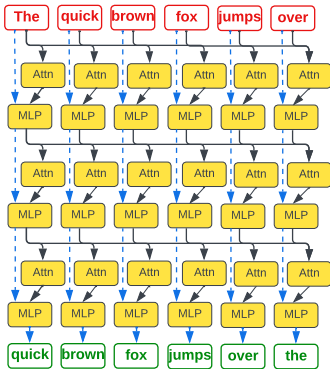 The quick brown fox jumps over
Attn Attn Attn Attn Attn Attn
MLP MLP MLP MLP MLP MLP
Attn Attn Attn Attn Attn Attn
MLP MLP MLP MLP MLP MLP
Attn Attn Attn Attn Attn Attn
MLP MLP MLP MLP MLP MLP
quick brown fox jumps over the